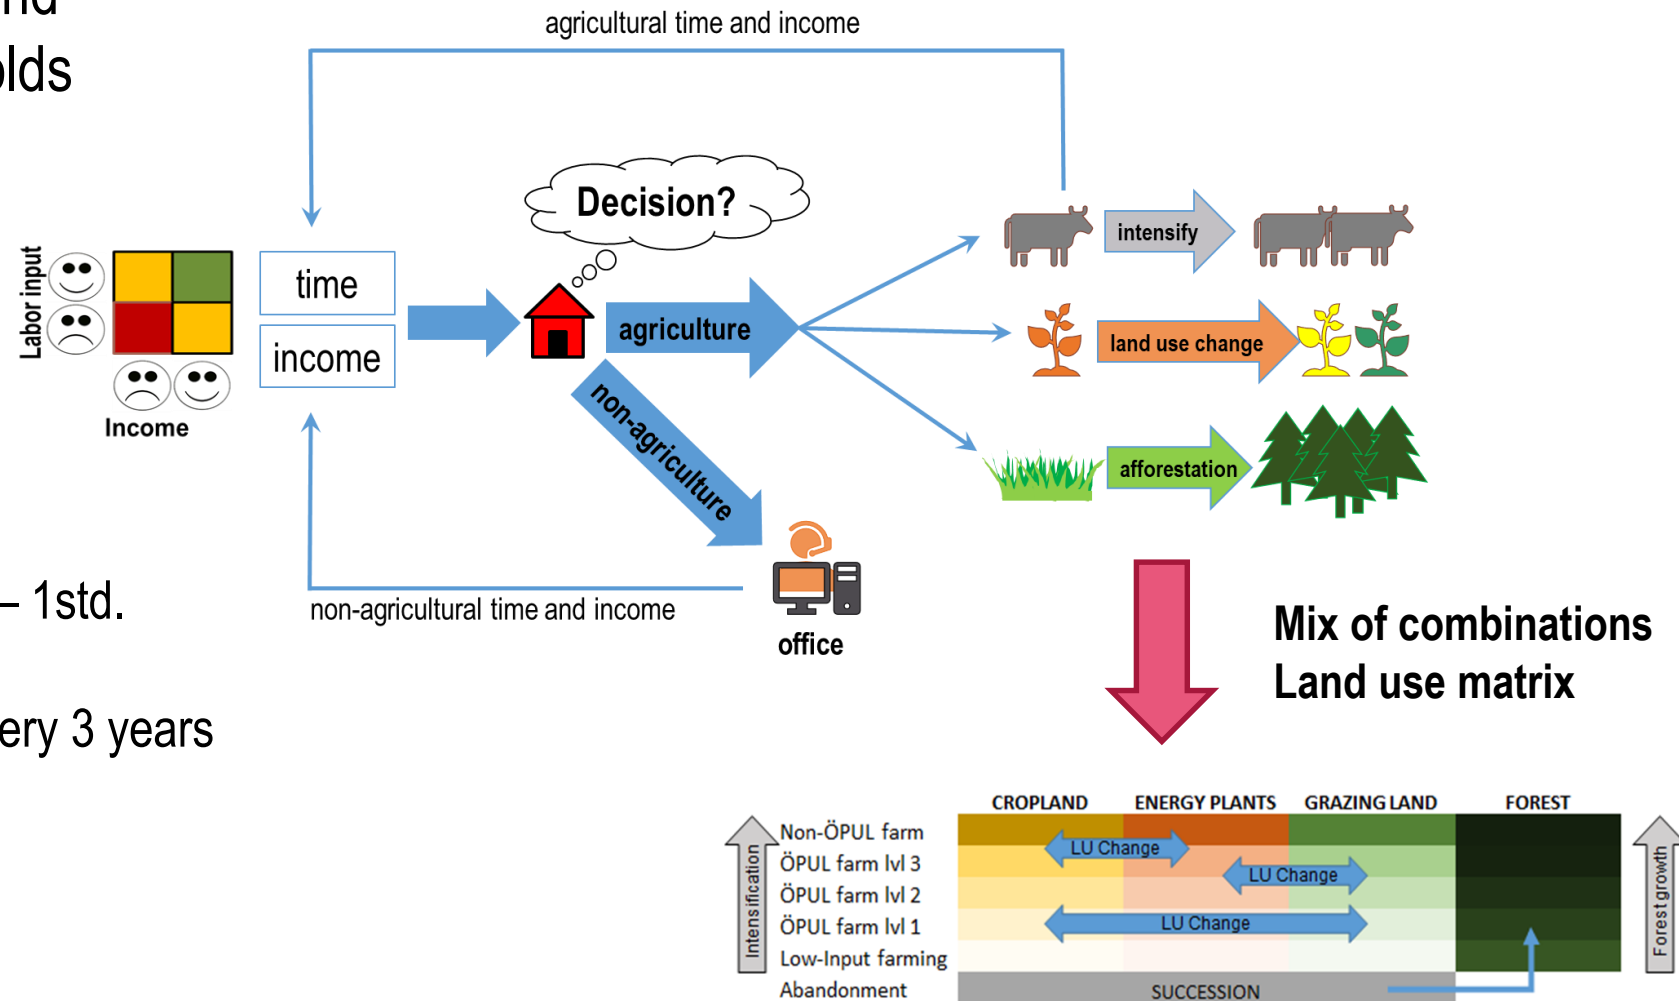 agricultural time and income
olds
Decision?
Labor input
time
income
Income
agriculture
non-agriculture
intensify
land use change
afforestation
– 1std.
non-agricultural time and income
office
Mix of combinations
Land use matrix
ery 3 years
CROPLAND
ENERGY PLANTS
GRAZING LAND
FOREST
Intensification
Non-ÖPUL farm
ÖPUL farm lvl 3
ÖPUL farm lvl 2
ÖPUL farm lvl 1
Low-Input farming
Abandonment
LU Change
LU Change
LU Change
SUCCESSION
Forest growth